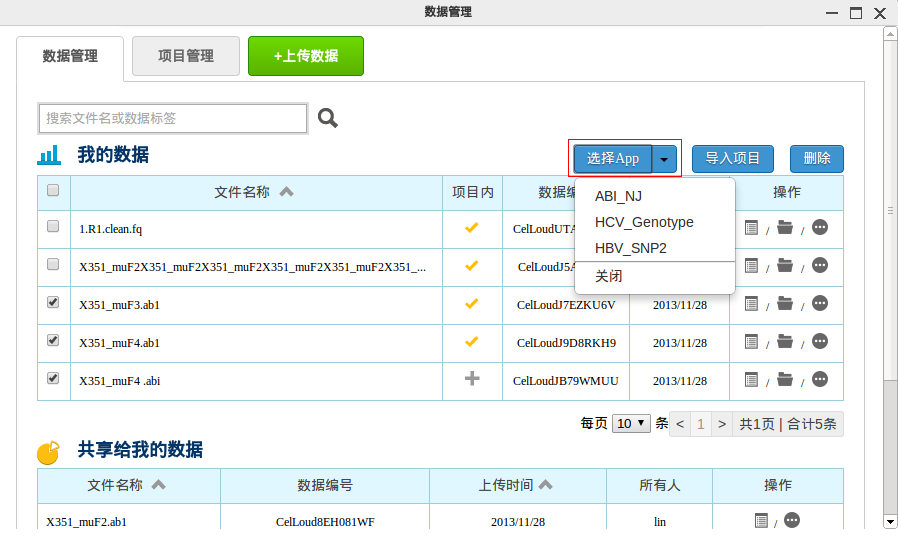 数据管理
数据管理 项目管理 +上传数据
搜索文件名或数据标签
我的数据 选择App 导入项目 删除
文件名称 项目内 数据编 操作
ABI_NJ
HCV_Genotype
HBV_SNP2
关闭
1.R1.clean.fq CelLoudUTA / /
X351_muF2X351_muF2X351_muF2X351_muF2X351_muF2X351_... CelLoudJ5A / /
X351_muF3.ab1 CelLoudJ7EZKU6V 2013/11/28 / /
X351_muF4.ab1 CelLoudJ9D8RKH9 2013/11/28 / /
X351_muF4 .abi CelLoudJB79WMUU 2013/11/28 / /
每页 10 条 < 1 > 共1页 | 合计5条
共享给我的数据
文件名称 数据编号 上传时间 所有人 操作
X351_muF2.ab1 CelLoud8EH081WF 2013/11/28 lin /